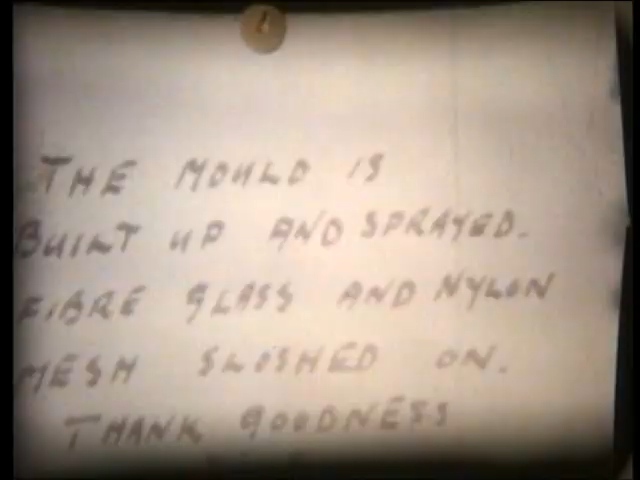 THE MOULD IS
BUILT UP AND SPRAYED.
FIBRE GLASS AND NYLON
MESH SLOSHED ON.
THANK GOODNESS